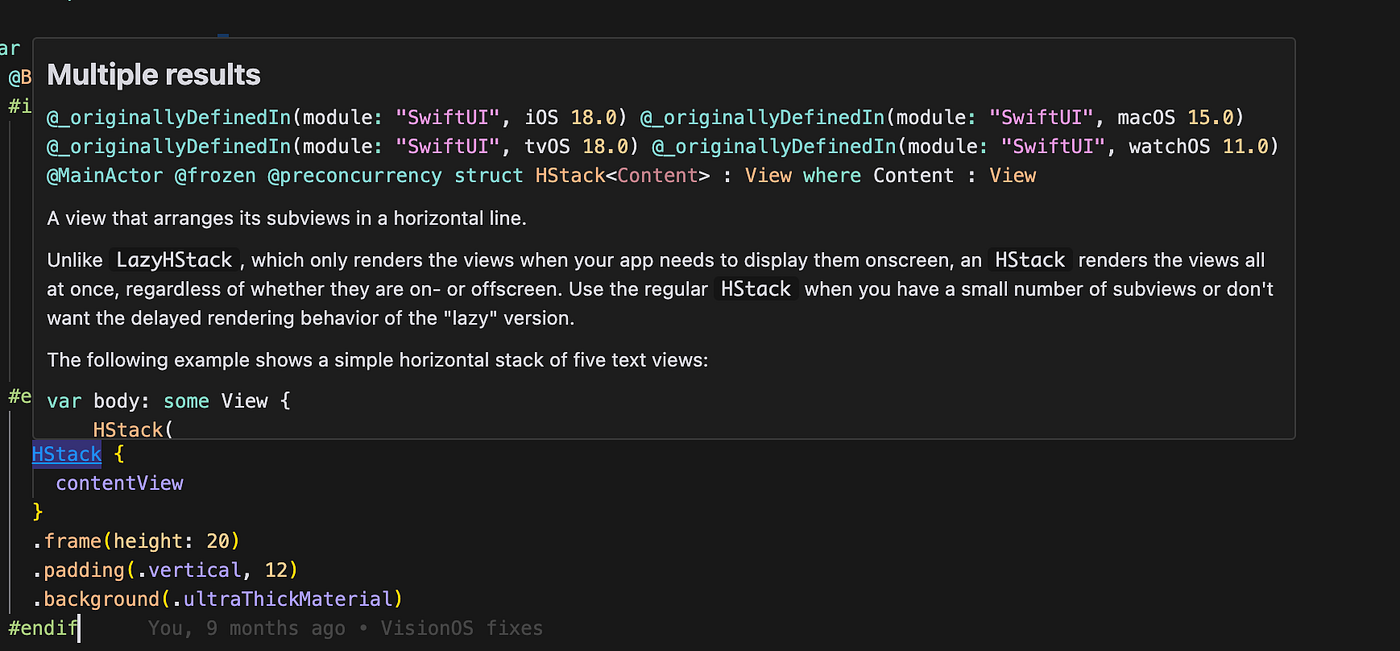 ar
@B
#i
Multiple results
@_originallyDefinedIn(module: "SwiftUI", iOS 18.0) @_originallyDefinedIn(module: "SwiftUI", macOS 15.0)
@_originallyDefinedIn(module: "SwiftUI", tvOS 18.0) @_originallyDefinedIn(module: "SwiftUI", watchOS 11.0)
@MainActor @frozen @preconcurrency struct HStack<Content> : View where Content : View
A view that arranges its subviews in a horizontal line.
Unlike LazyHStack, which only renders the views when your app needs to display them onscreen, an HStack renders the views all
at once, regardless of whether they are on- or offscreen. Use the regular HStack when you have a small number of subviews or don't
want the delayed rendering behavior of the "lazy" version.
The following example shows a simple horizontal stack of five text views:
#e
var body: some View {
HStack(
HStack {
contentView
}
.frame(height: 20)
.padding(.vertical, 12)
.background(.ultraThickMaterial)
#endif You, 9 months ago • VisionOS fixes